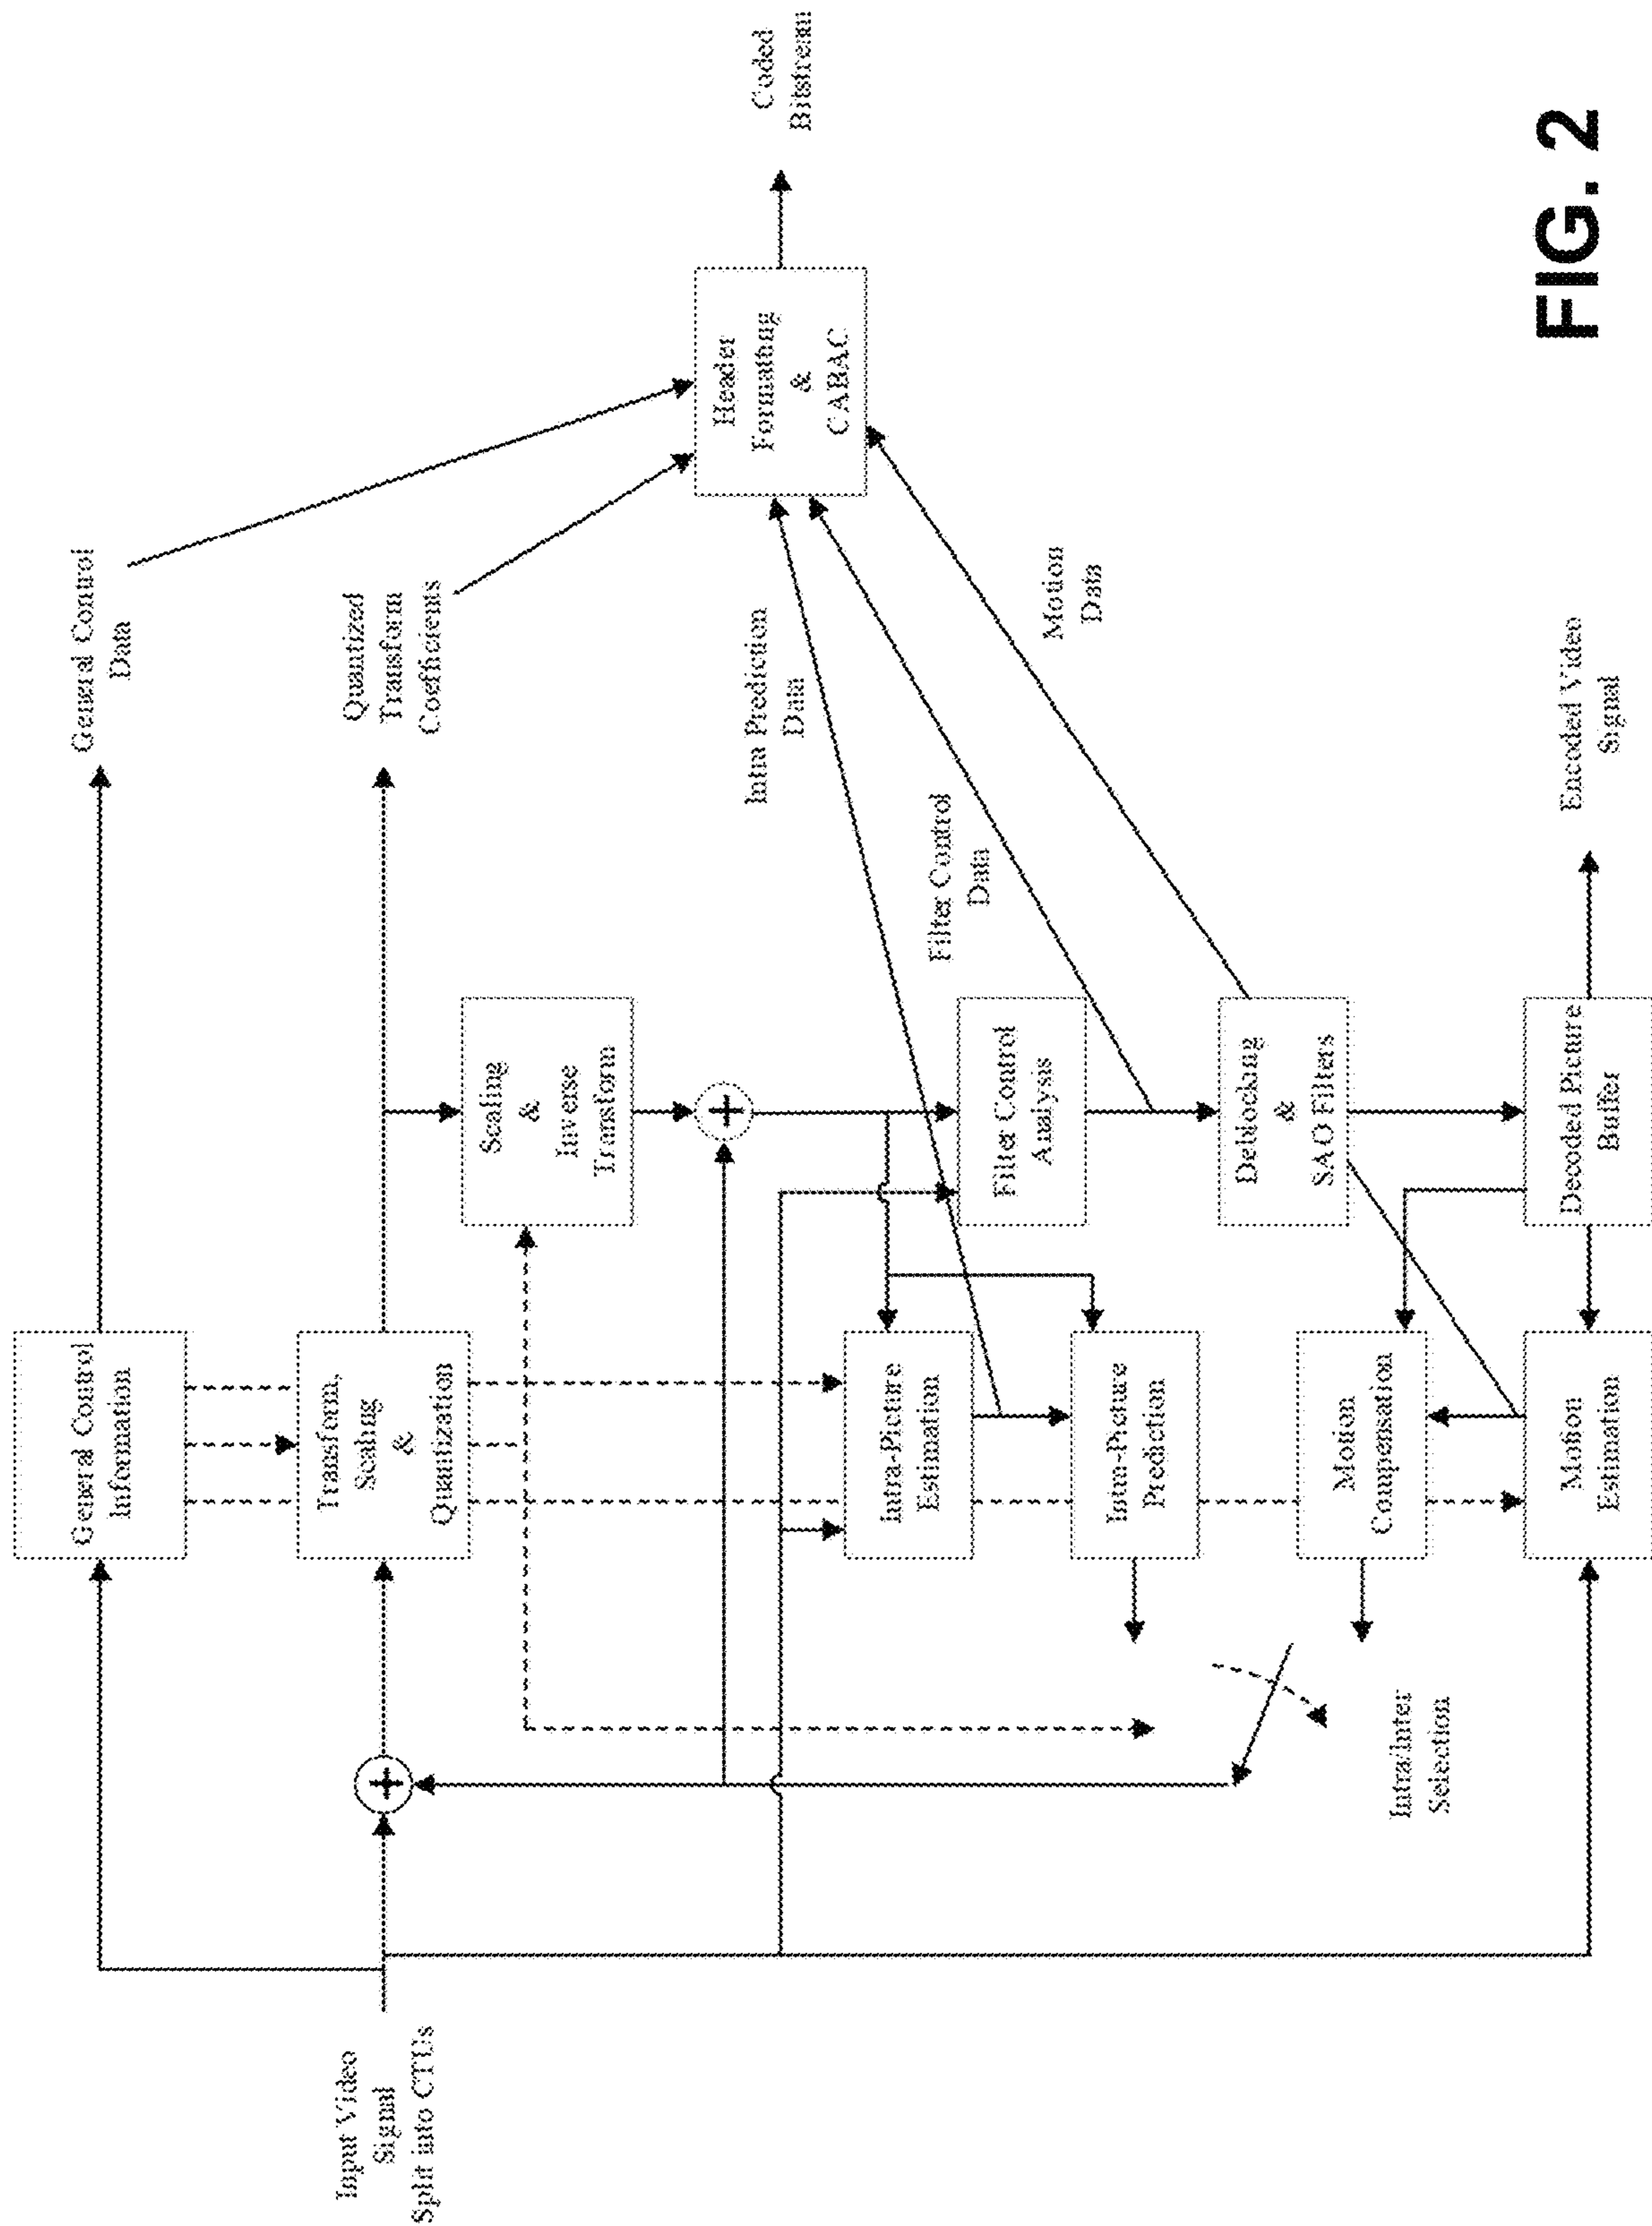 General Control
Information
General Control
Data
Input Video
Signal
Split into CTUs
Transform,
Scaling
&
Quantization
Quantized
Transform
Coefficients
Scaling
&
Inverse
Transform
+
+
Header
Formatting
&
CABAC
Coded
Bitstream
Intra Prediction
Data
Intra-Picture
Estimation
Filter Control
Analysis
Filter Control
Data
Intra-Picture
Prediction
Deblocking
&
SAO Filters
Motion
Data
Motion
Compensation
Intra/Inter
Selection
Motion
Estimation
Decoded Picture
Buffer
Encoded Video
Signal
FIG. 2